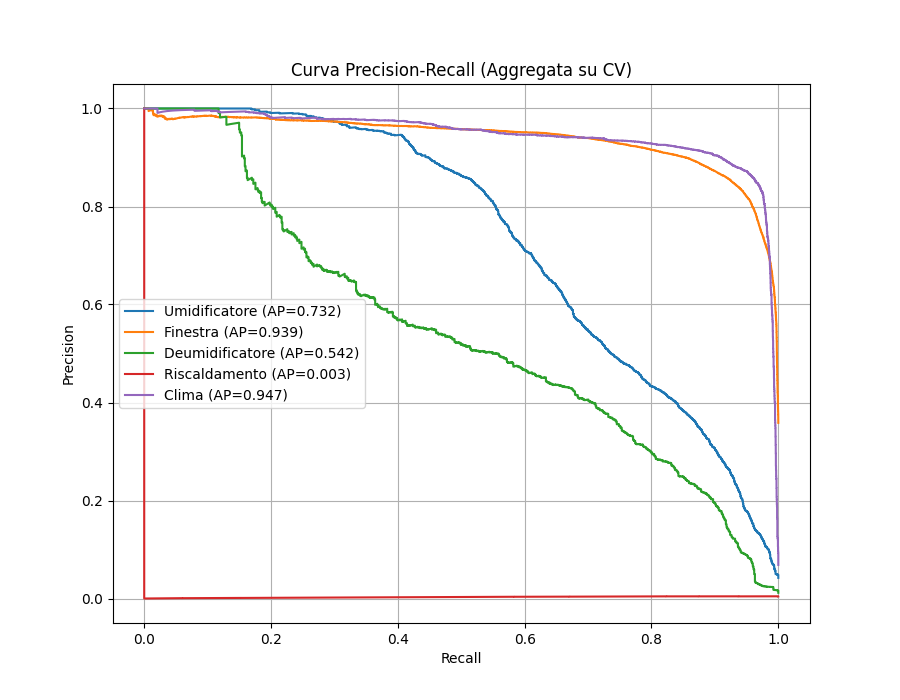 Curva Precision-Recall (Aggregata su CV)
1.0
0.8
0.6
0.4
0.2
0.0
Precision
Umidificatore (AP=0.732)
Finestra (AP=0.939)
Deumidificatore (AP=0.542)
Riscaldamento (AP=0.003)
Clima (AP=0.947)
0.0 0.2 0.4 0.6 0.8 1.0
Recall